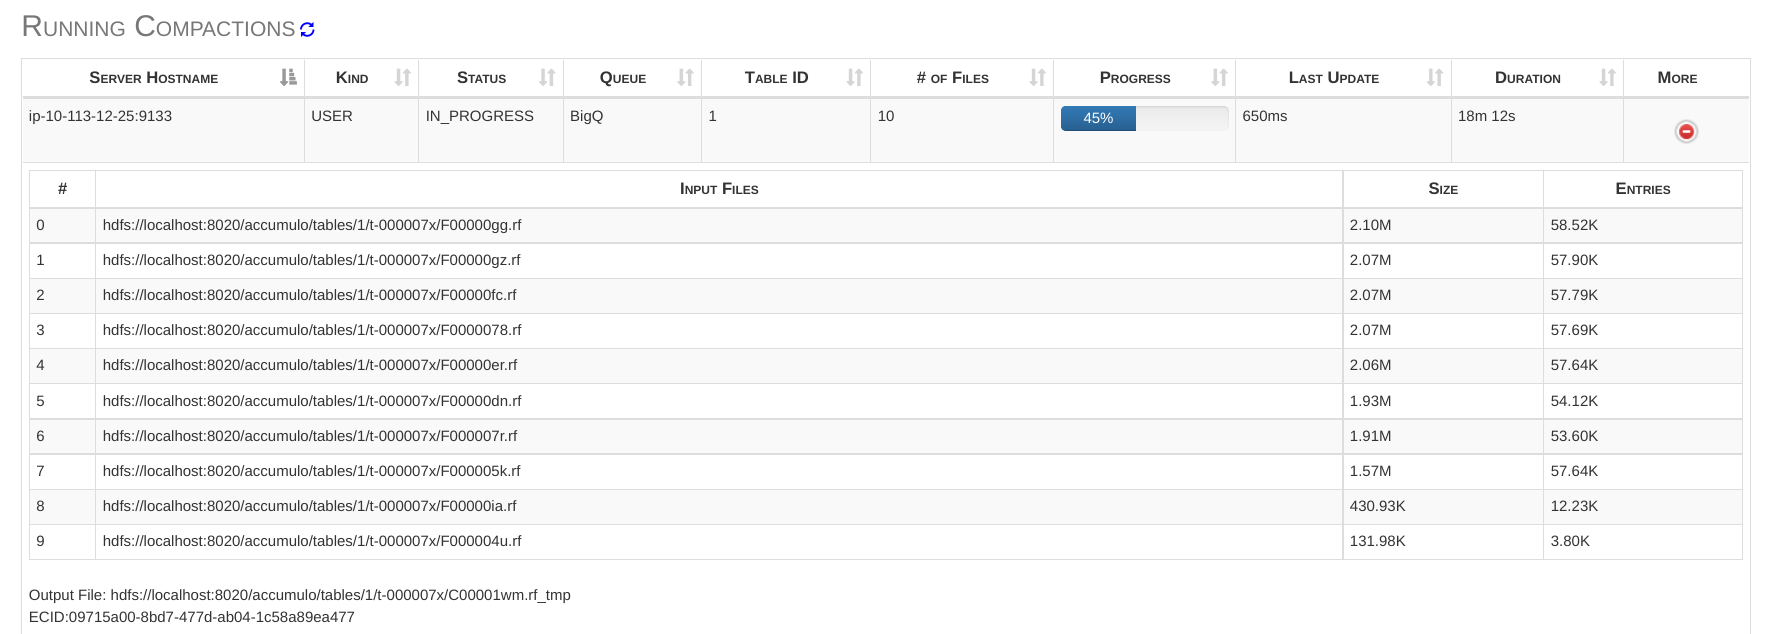 Running Compactions
Server Hostname Kind Status Queue Table ID # of Files Progress Last Update Duration More
ip-10-113-12-25:9133 USER IN_PROGRESS BigQ 1 10 45% 650ms 18m 12s
# Input Files Size Entries
0 hdfs://localhost:8020/accumulo/tables/1/t-000007x/F00000gg.rf 2.10M 58.52K
1 hdfs://localhost:8020/accumulo/tables/1/t-000007x/F00000gz.rf 2.07M 57.90K
2 hdfs://localhost:8020/accumulo/tables/1/t-000007x/F00000fc.rf 2.07M 57.79K
3 hdfs://localhost:8020/accumulo/tables/1/t-000007x/F0000078.rf 2.07M 57.69K
4 hdfs://localhost:8020/accumulo/tables/1/t-000007x/F00000er.rf 2.06M 57.64K
5 hdfs://localhost:8020/accumulo/tables/1/t-000007x/F00000dn.rf 1.93M 54.12K
6 hdfs://localhost:8020/accumulo/tables/1/t-000007x/F000007r.rf 1.91M 53.60K
7 hdfs://localhost:8020/accumulo/tables/1/t-000007x/F000005k.rf 1.57M 57.64K
8 hdfs://localhost:8020/accumulo/tables/1/t-000007x/F00000ia.rf 430.93K 12.23K
9 hdfs://localhost:8020/accumulo/tables/1/t-000007x/F000004u.rf 131.98K 3.80K
Output File: hdfs://localhost:8020/accumulo/tables/1/t-000007x/C00001wm.rf_tmp
ECID:09715a00-8bd7-477d-ab04-1c58a89ea477